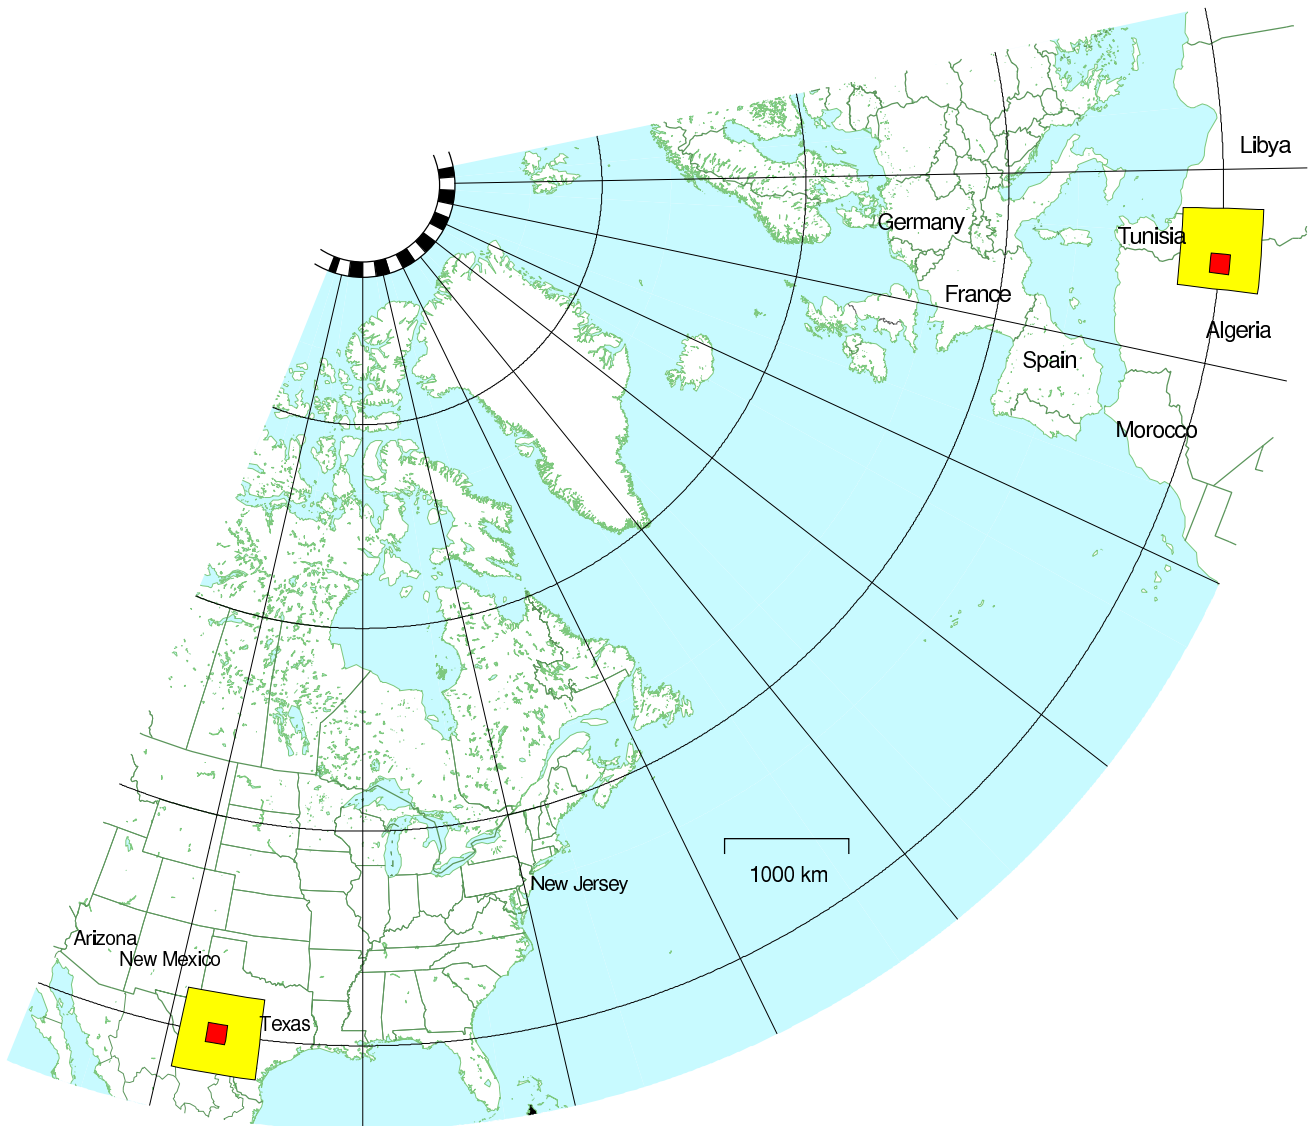 Libya
Germany
Tunisia
France
Algeria
Spain
Morocco
1000 km
New Jersey
Arizona
New Mexico
Texas